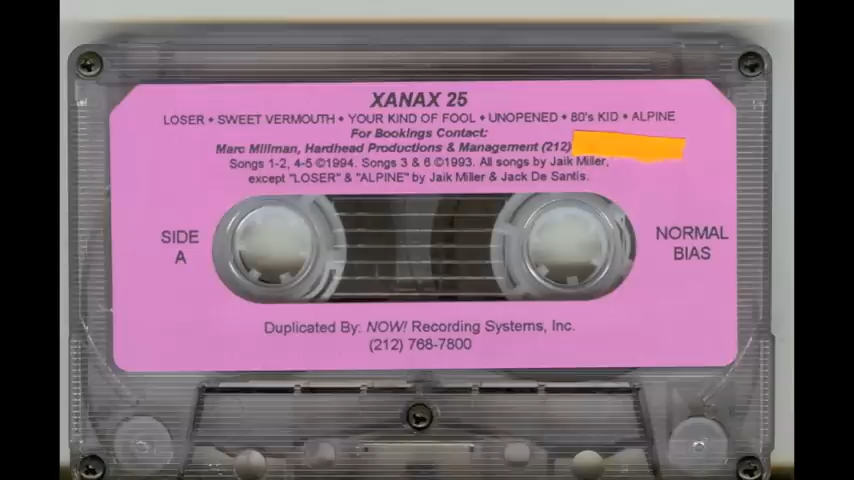 XANAX 25
LOSER • SWEET VERMOUTH • YOUR KIND OF FOOL • UNOPENED • 80's KID • ALPINE
For Bookings Contact:
Marc Millman, Hardhead Productions & Management (212)
Songs 1-2, 4-5 ©1994. Songs 3 & 6 ©1993. All songs by Jaik Miller,
except "LOSER" & "ALPINE" by Jaik Miller & Jack De Santis.
SIDE
A
NORMAL
BIAS
Duplicated By: NOW! Recording Systems, Inc.
(212) 768-7800